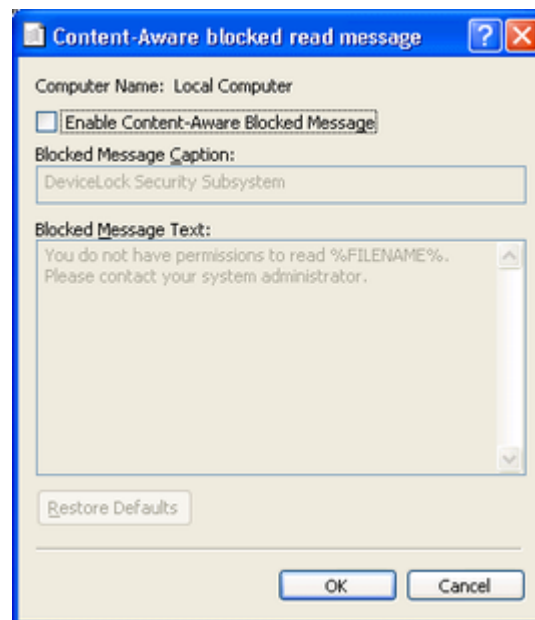 Content-Aware blocked read message
Computer Name: Local Computer
Enable Content-Aware Blocked Message
Blocked Message Caption:
DeviceLock Security Subsystem
Blocked Message Text:
You do not have permissions to read %FILENAME%.
Please contact your system administrator.
Restore Defaults
OK Cancel